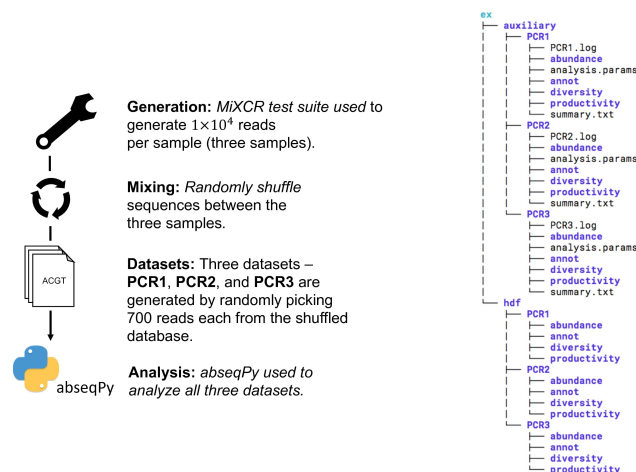 Generation: MiXCR test suite used to
generate 1×10⁴ reads
per sample (three samples).
Mixing: Randomly shuffle
sequences between the
three samples.
ACGT
Datasets: Three datasets –
PCR1, PCR2, and PCR3 are
generated by randomly picking
700 reads each from the shuffled
database.
abseqPy
Analysis: abseqPy used to
analyze all three datasets.
ex
auxiliary
PCR1
PCR1.log
abundance
analysis.params
annot
diversity
productivity
summary.txt
PCR2
PCR2.log
abundance
analysis.params
annot
diversity
productivity
summary.txt
PCR3
PCR3.log
abundance
analysis.params
annot
diversity
productivity
summary.txt
hdf
PCR1
abundance
annot
diversity
productivity
PCR2
abundance
annot
diversity
productivity
PCR3
abundance
annot
diversity
productivity